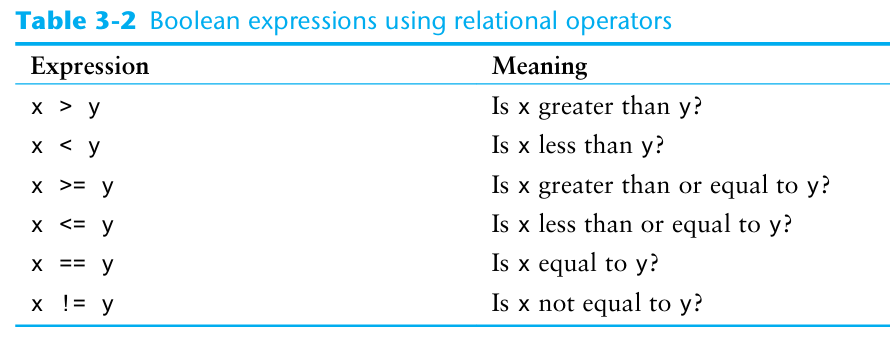 Table 3-2 Boolean expressions using relational operators
Expression Meaning
x > y Is x greater than y?
x < y Is x less than y?
x >= y Is x greater than or equal to y?
x <= y Is x less than or equal to y?
x == y Is x equal to y?
x != y Is x not equal to y?